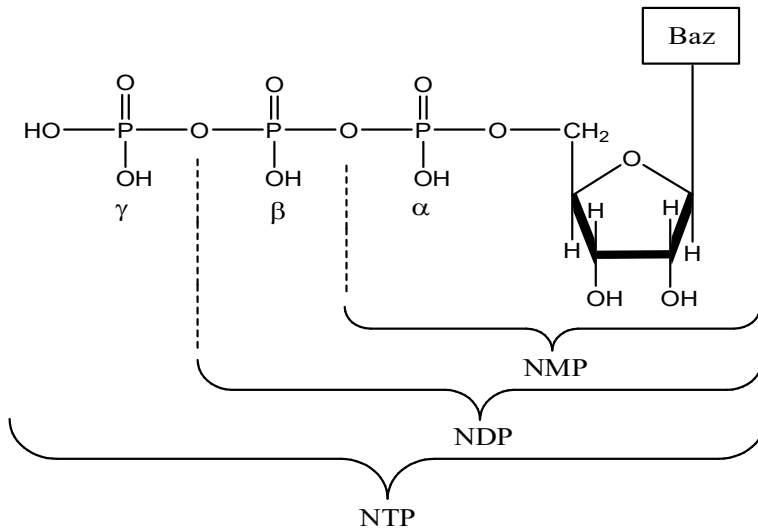 Baz
O O O
HO P O P O P O CH₂
OH OH OH O
γ β α H H H H
OH OH
NMP
NDP
NTP